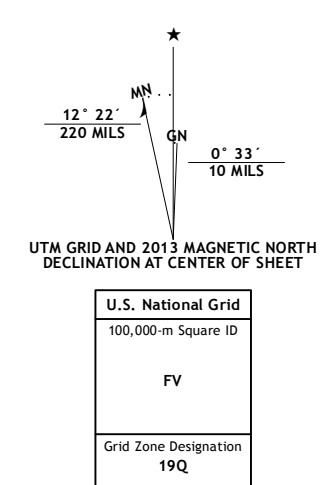 MN
12° 22´
220 MILS
GN
0° 33´
10 MILS
UTM GRID AND 2013 MAGNETIC NORTH
DECLINATION AT CENTER OF SHEET
U.S. National Grid
100,000-m Square ID
FV
Grid Zone Designation
19Q